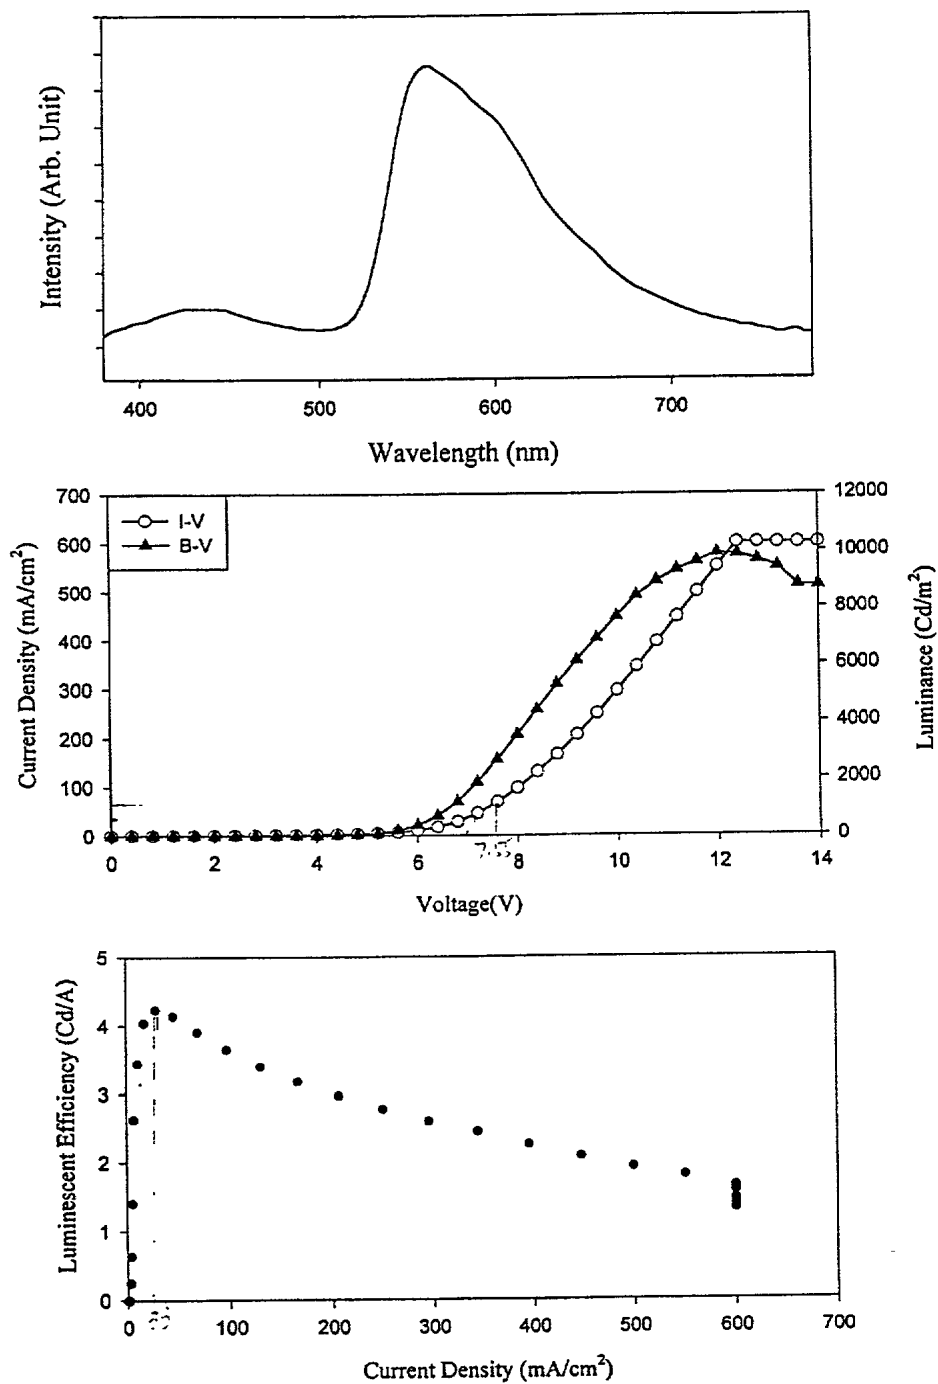 Intensity (Arb. Unit)
400 500 600 700
Wavelength (nm)
700
600
500
400
300
200
100
0
Current Density (mA/cm²)
I-V
B-V
12000
10000
8000
6000
4000
2000
0
Luminance (Cd/m²)
0 2 4 6 8 10 12 14
Voltage(V)
5
4
3
2
1
0
Luminescent Efficiency (Cd/A)
0 100 200 300 400 500 600 700
Current Density (mA/cm²)